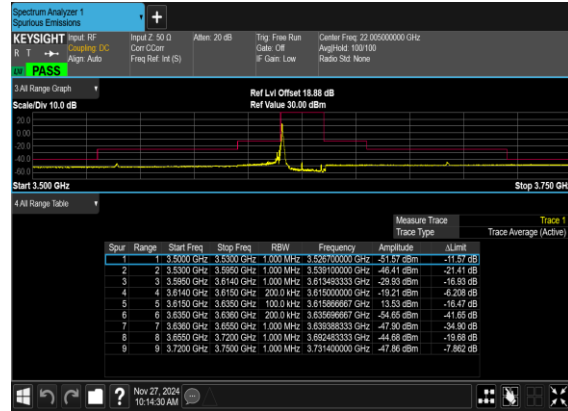 Spectrum Analyzer 1
Spurious Emissions
KEYSIGHT Input: RF Input Z: 50 Ω Atten: 20 dB Trig: Free Run Center Freq: 22.005000000 GHz
R T Coupling: DC Corr CCorr Gate: Off Avg|Hold: 100/100
Align: Auto Freq Ref: Int (S) IF Gain: Low Radio Std: None
PASS
3 All Range Graph
Ref Lvl Offset 18.88 dB
Scale/Div 10.0 dB Ref Value 30.00 dBm
20.0
0.00
-20.0
-40.0
-60.0
Start 3.500 GHz Stop 3.750 GH
4 All Range Table
Measure Trace Trace 1
Trace Type Trace Average (Active)
Spur Range Start Freq Stop Freq RBW Frequency Amplitude ΔLimit
1 1 3.5000 GHz 3.5300 GHz 1.000 MHz 3.526700000 GHz -51.57 dBm -11.57 dB
2 2 3.5300 GHz 3.5950 GHz 1.000 MHz 3.539100000 GHz -46.41 dBm -21.41 dB
3 3 3.5950 GHz 3.6140 GHz 1.000 MHz 3.613493333 GHz -29.93 dBm -16.93 dB
4 4 3.6140 GHz 3.6150 GHz 200.0 kHz 3.615000000 GHz -19.21 dBm -6.208 dB
5 5 3.6150 GHz 3.6350 GHz 100.0 kHz 3.615866667 GHz 13.53 dBm -16.47 dB
6 6 3.6350 GHz 3.6360 GHz 200.0 kHz 3.635696667 GHz -54.65 dBm -41.65 dB
7 7 3.6360 GHz 3.6550 GHz 1.000 MHz 3.639388333 GHz -47.90 dBm -34.90 dB
8 8 3.6550 GHz 3.7200 GHz 1.000 MHz 3.692483333 GHz -44.68 dBm -19.68 dB
9 9 3.7200 GHz 3.7500 GHz 1.000 MHz 3.731400000 GHz -47.86 dBm -7.862 dB
Nov 27, 2024
10:14:30 AM